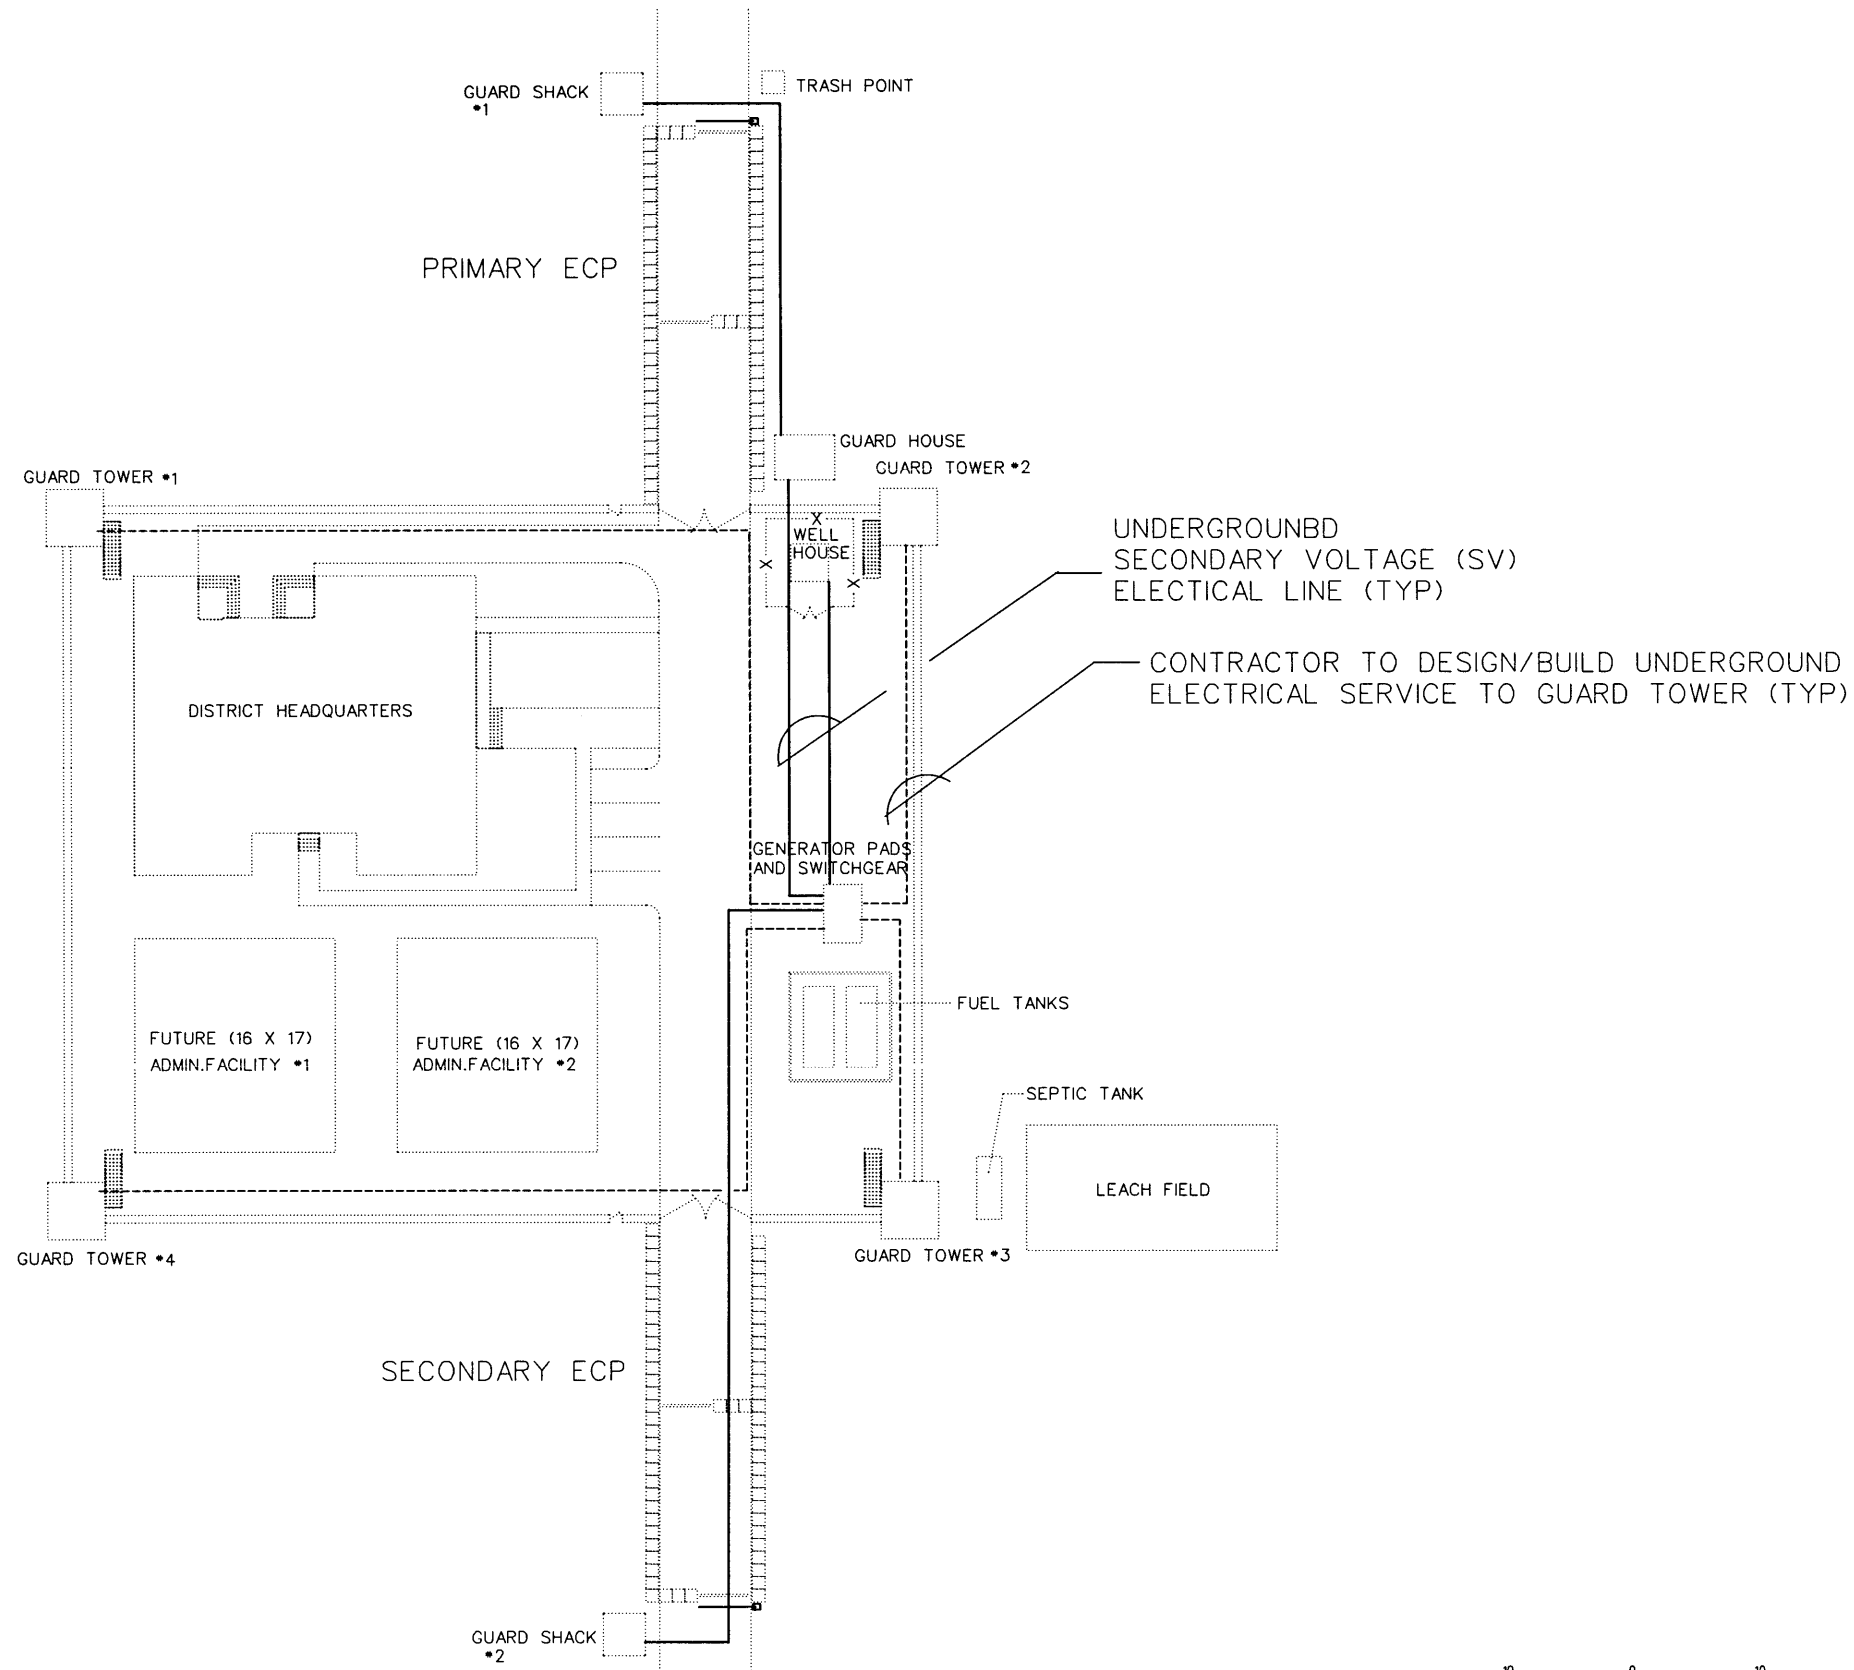 GUARD SHACK
*1
TRASH POINT
PRIMARY ECP
GUARD HOUSE
GUARD TOWER *2
GUARD TOWER *1
X
WELL
HOUSE
X
X
UNDERGROUNBD
SECONDARY VOLTAGE (SV)
ELECTICAL LINE (TYP)
CONTRACTOR TO DESIGN/BUILD UNDERGROUND
ELECTRICAL SERVICE TO GUARD TOWER (TYP)
DISTRICT HEADQUARTERS
GENERATOR PADS
AND SWITCHGEAR
FUEL TANKS
FUTURE (16 X 17)
ADMIN.FACILITY *1
FUTURE (16 X 17)
ADMIN.FACILITY *2
SEPTIC TANK
LEACH FIELD
GUARD TOWER *4
GUARD TOWER *3
SECONDARY ECP
GUARD SHACK
*2